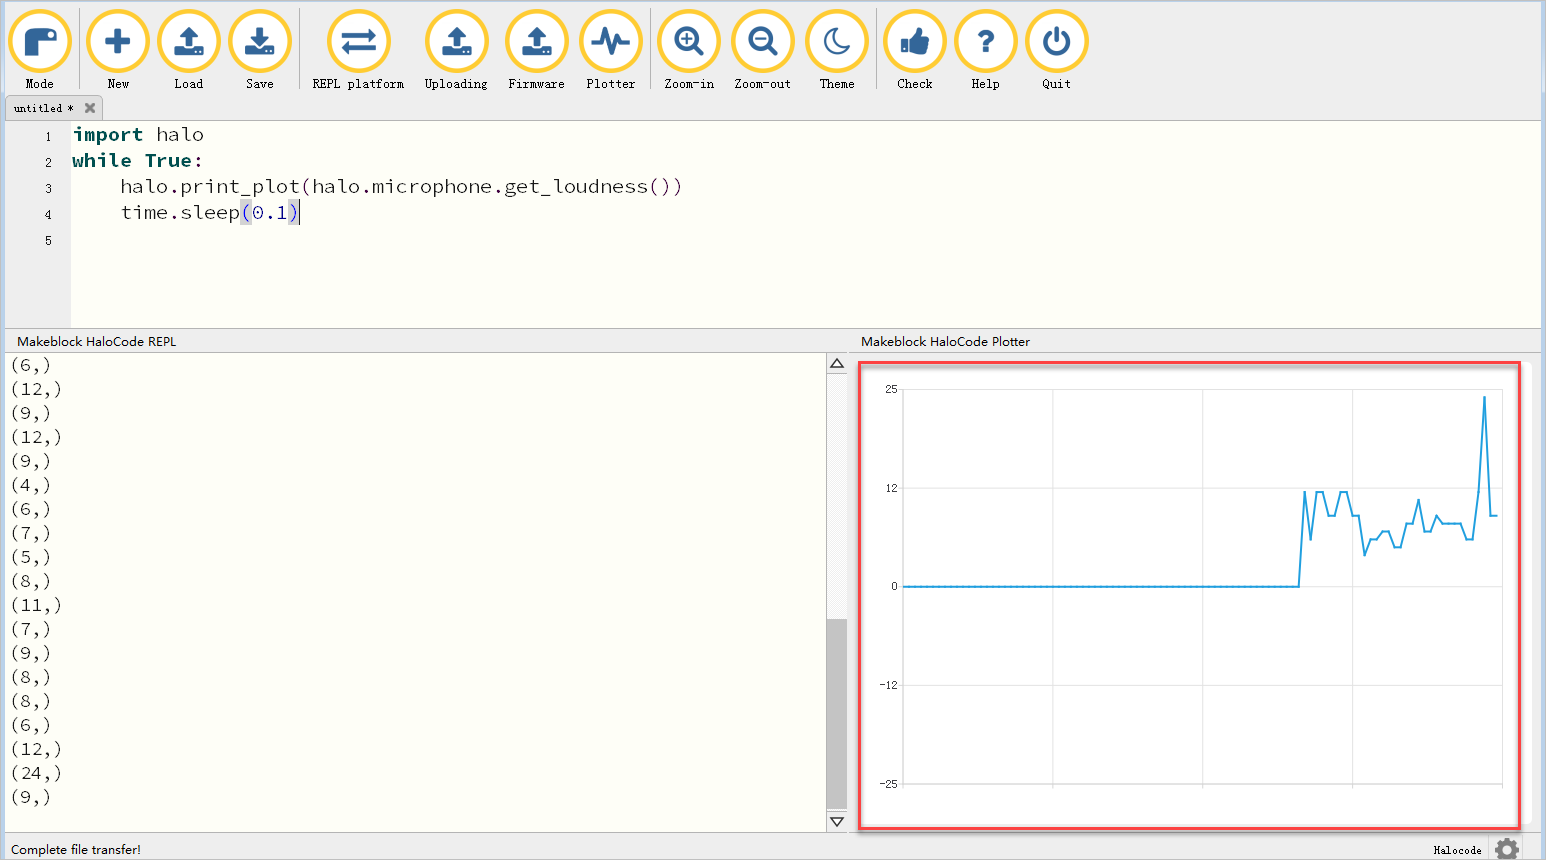 Mode New Load Save REPL platform Uploading Firmware Plotter Zoom-in Zoom-out Theme Check Help Quit
untitled *
1 import halo
2 while True:
3 halo.print_plot(halo.microphone.get_loudness())
4 time.sleep(0.1)
5
Makeblock HaloCode REPL
(6,)
(12,)
(9,)
(12,)
(9,)
(4,)
(6,)
(7,)
(5,)
(8,)
(11,)
(7,)
(9,)
(8,)
(8,)
(6,)
(12,)
(24,)
(9,)
Makeblock HaloCode Plotter
25
12
0
-12
-25
Complete file transfer!
Halocode